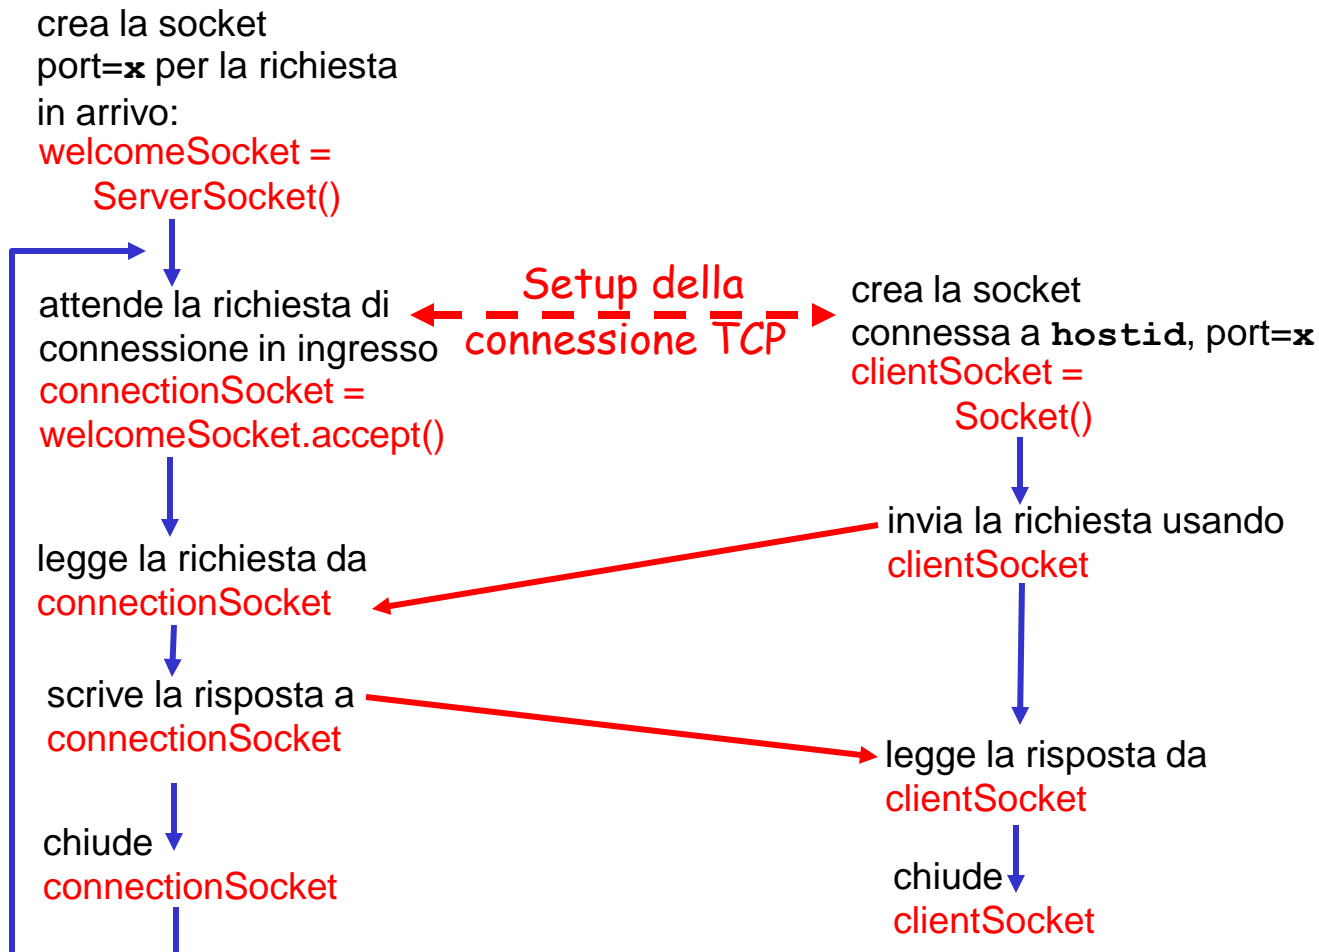 crea la socket
port=x per la richiesta
in arrivo:
welcomeSocket =
ServerSocket()
attende la richiesta di
connessione in ingresso
connectionSocket =
welcomeSocket.accept()
Setup della
connessione TCP
crea la socket
connessa a hostid, port=x
clientSocket =
Socket()
invia la richiesta usando
clientSocket
legge la richiesta da
connectionSocket
scrive la risposta a
connectionSocket
legge la risposta da
clientSocket
chiude
connectionSocket
chiude
clientSocket